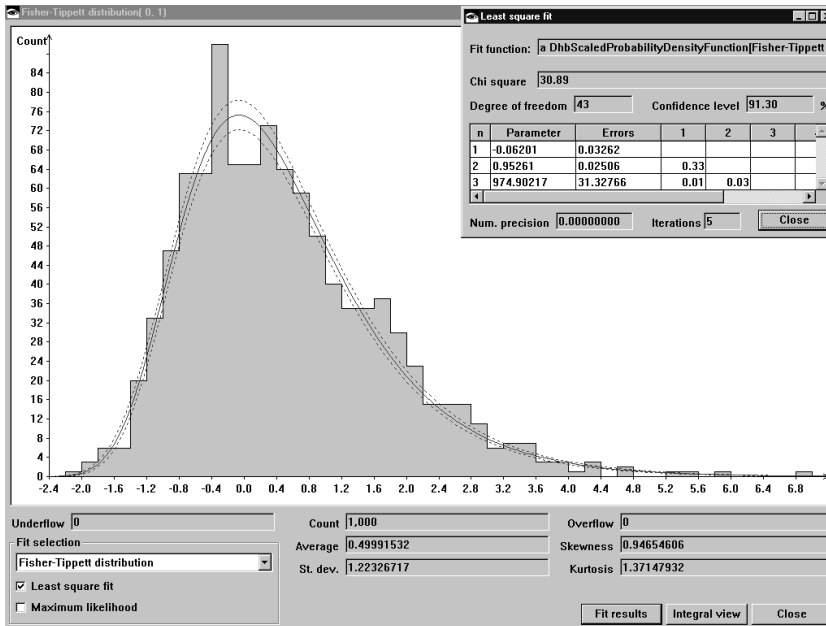 Fisher-Tippett distribution( 0, 1)
Count
84
80
76
72
68
64
60
56
52
48
44
40
36
32
28
24
20
16
12
8
4
0
-2.4 -2.0 -1.6 -1.2 -0.8 -0.4 0.0 0.4 0.8 1.2 1.6 2.0 2.4 2.8 3.2 3.6 4.0 4.4 4.8 5.2 5.6 6.0 6.4 6.8
Least square fit
Fit function: a DhbScaledProbabilityDensityFunction[Fisher-Tippett
Chi square 30.89
Degree of freedom 43 Confidence level 91.30 %
n Parameter Errors 1 2 3
1 -0.06201 0.03262
2 0.95261 0.02506 0.33
3 974.90217 31.32766 0.01 0.03
Num. precision 0.00000000 Iterations 5 Close
Underflow 0 Count 1,000 Overflow 0
Fit selection Average 0.49991532 Skewness 0.94654606
Fisher-Tippett distribution St. dev. 1.22326717 Kurtosis 1.37147932
Least square fit
Maximum likelihood
Fit results Integral view Close